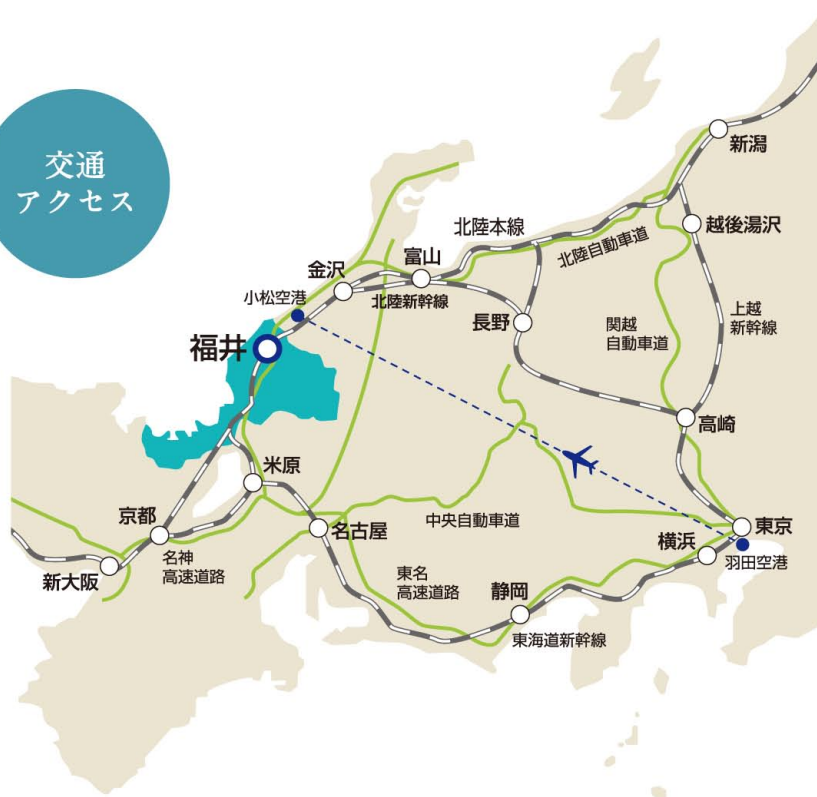 交通
アクセス
新潟
北陸本線
越後湯沢
北陸自動車道
富山
金沢
小松空港
北陸新幹線
上越
新幹線
長野
関越
自動車道
福井
高崎
米原
京都
名古屋
中央自動車道
東京
横浜
羽田空港
名神
高速道路
新大阪
東名
高速道路
静岡
東海道新幹線